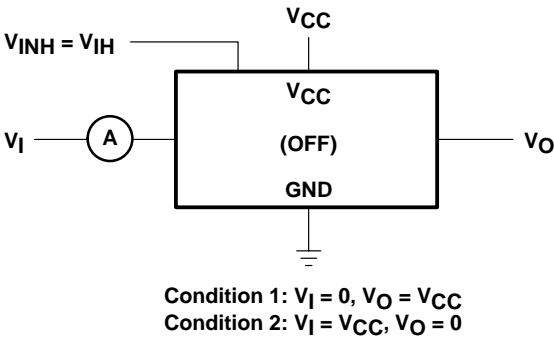 VCC
VINH = VIH
VCC
VI
A
(OFF)
VO
GND
Condition 1: VI = 0, VO = VCC
Condition 2: VI = VCC, VO = 0